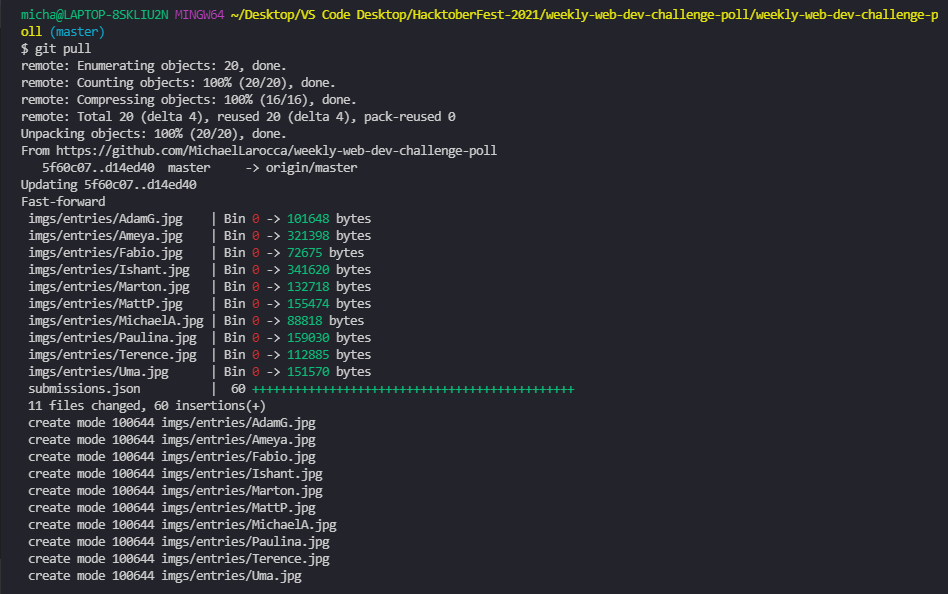 micha@LAPTOP-8SKLIU2N MINGW64 ~/Desktop/VS Code Desktop/HacktoberFest-2021/weekly-web-dev-challenge-poll/weekly-web-dev-challenge-p
oll (master)
$ git pull
remote: Enumerating objects: 20, done.
remote: Counting objects: 100% (20/20), done.
remote: Compressing objects: 100% (16/16), done.
remote: Total 20 (delta 4), reused 20 (delta 4), pack-reused 0
Unpacking objects: 100% (20/20), done.
From https://github.com/MichaelLarocca/weekly-web-dev-challenge-poll
   5f60c07..d14ed40  master     -> origin/master
Updating 5f60c07..d14ed40
Fast-forward
 imgs/entries/AdamG.jpg    | Bin 0 -> 101648 bytes
 imgs/entries/Ameya.jpg    | Bin 0 -> 321398 bytes
 imgs/entries/Fabio.jpg    | Bin 0 -> 72675 bytes
 imgs/entries/Ishant.jpg   | Bin 0 -> 341620 bytes
 imgs/entries/Marton.jpg   | Bin 0 -> 132718 bytes
 imgs/entries/MattP.jpg    | Bin 0 -> 155474 bytes
 imgs/entries/MichaelA.jpg | Bin 0 -> 88818 bytes
 imgs/entries/Paulina.jpg  | Bin 0 -> 159030 bytes
 imgs/entries/Terence.jpg  | Bin 0 -> 112885 bytes
 imgs/entries/Uma.jpg      | Bin 0 -> 151570 bytes
 submissions.json          |  60 ++++++++++++++++++++++++++++++++++++++++++++++
 11 files changed, 60 insertions(+)
 create mode 100644 imgs/entries/AdamG.jpg
 create mode 100644 imgs/entries/Ameya.jpg
 create mode 100644 imgs/entries/Fabio.jpg
 create mode 100644 imgs/entries/Ishant.jpg
 create mode 100644 imgs/entries/Marton.jpg
 create mode 100644 imgs/entries/MattP.jpg
 create mode 100644 imgs/entries/MichaelA.jpg
 create mode 100644 imgs/entries/Paulina.jpg
 create mode 100644 imgs/entries/Terence.jpg
 create mode 100644 imgs/entries/Uma.jpg